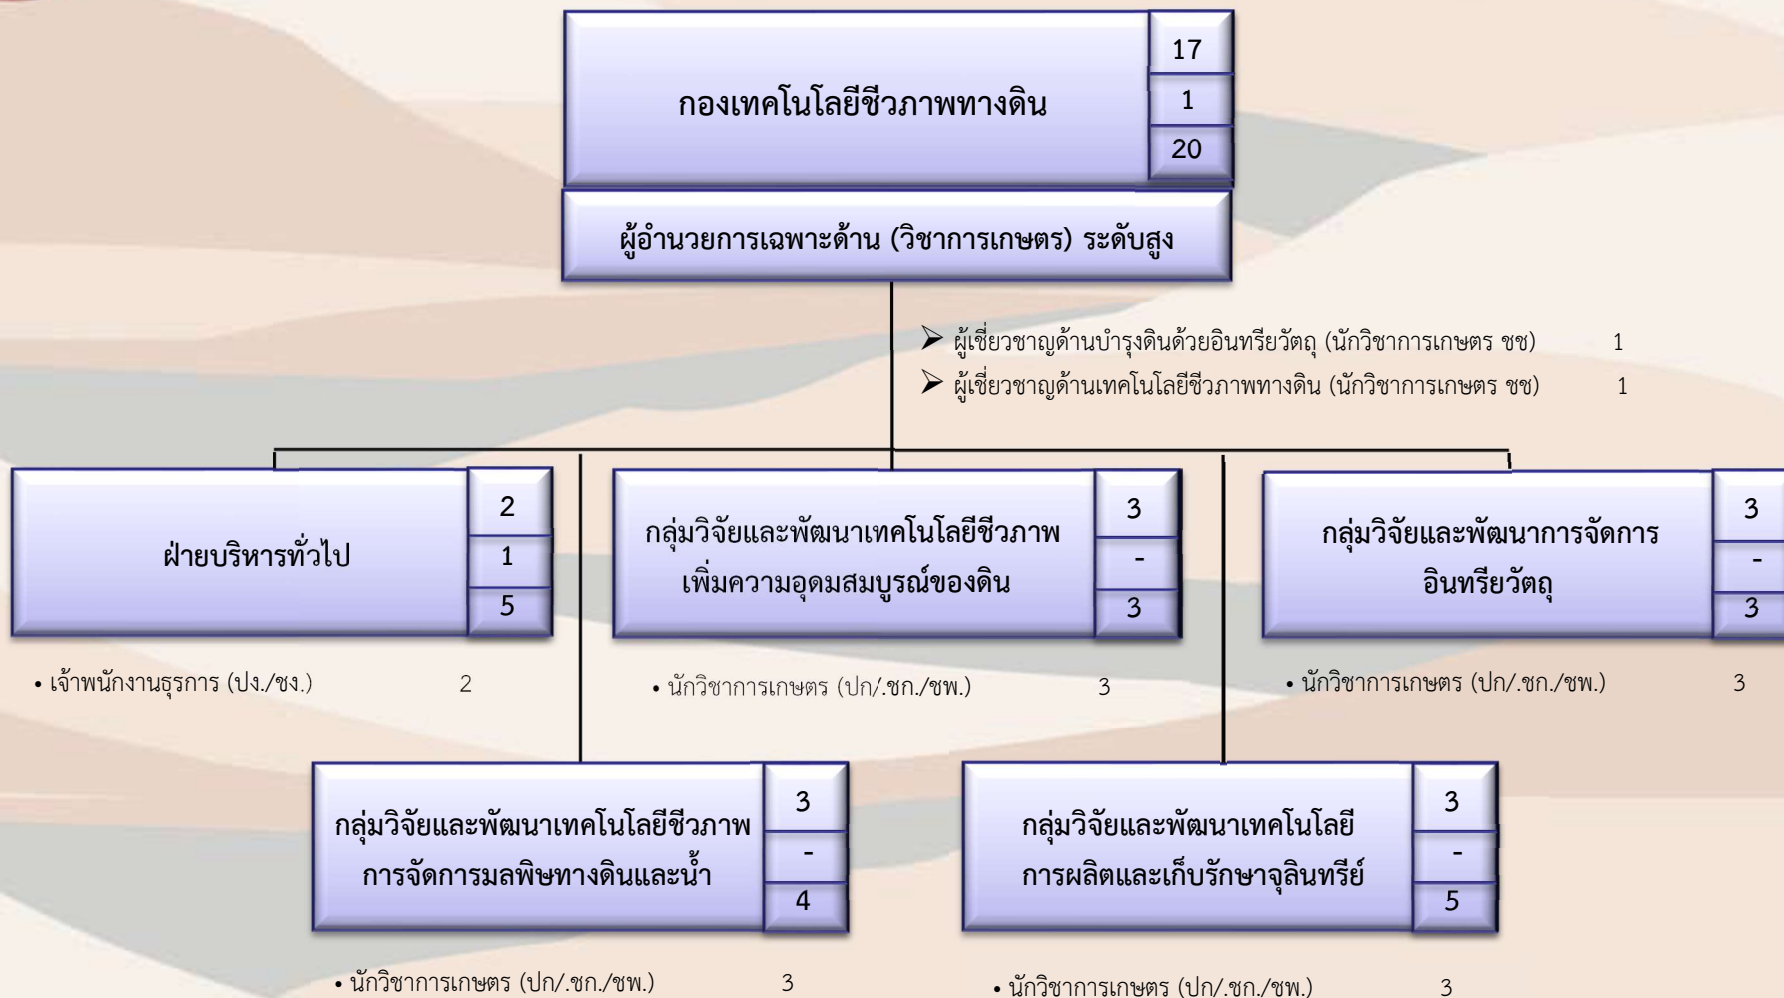 กองเทคโนโลยีชีวภาพทางดิน
17
1
20
ผู้อำนวยการเฉพาะด้าน (วิชาการเกษตร) ระดับสูง
➢ ผู้เชี่ยวชาญด้านบำรุงดินด้วยอินทรียวัตถุ (นักวิชาการเกษตร ชช) 1
➢ ผู้เชี่ยวชาญด้านเทคโนโลยีชีวภาพทางดิน (นักวิชาการเกษตร ชช) 1
ฝ่ายบริหารทั่วไป
2
1
5
• เจ้าพนักงานธุรการ (ปง./ชง.) 2
กลุ่มวิจัยและพัฒนาเทคโนโลยีชีวภาพ
เพิ่มความอุดมสมบูรณ์ของดิน
3
-
3
• นักวิชาการเกษตร (ปก/.ชก./ชพ.) 3
กลุ่มวิจัยและพัฒนาการจัดการ
อินทรียวัตถุ
3
-
3
• นักวิชาการเกษตร (ปก/.ชก./ชพ.) 3
กลุ่มวิจัยและพัฒนาเทคโนโลยีชีวภาพ
การจัดการมลพิษทางดินและน้ำ
3
-
4
• นักวิชาการเกษตร (ปก/.ชก./ชพ.) 3
กลุ่มวิจัยและพัฒนาเทคโนโลยี
การผลิตและเก็บรักษาจุลินทรีย์
3
-
5
• นักวิชาการเกษตร (ปก/.ชก./ชพ.) 3